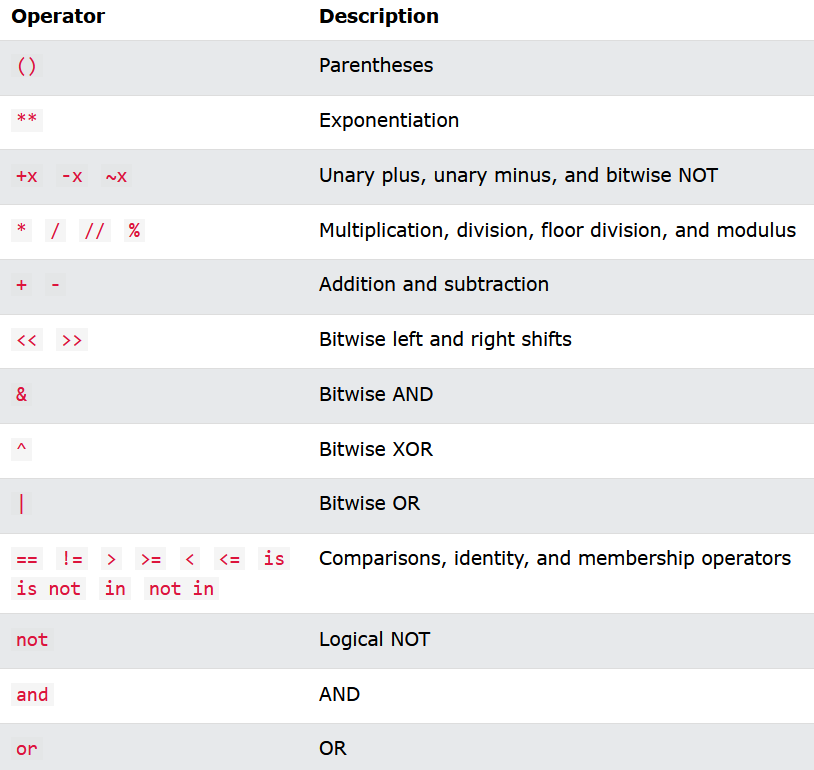 Operator Description
() Parentheses
** Exponentiation
+x -x ~x Unary plus, unary minus, and bitwise NOT
* / // % Multiplication, division, floor division, and modulus
+ - Addition and subtraction
<< >> Bitwise left and right shifts
& Bitwise AND
^ Bitwise XOR
| Bitwise OR
== != > >= < <= is Comparisons, identity, and membership operators
is not in not in
not Logical NOT
and AND
or OR